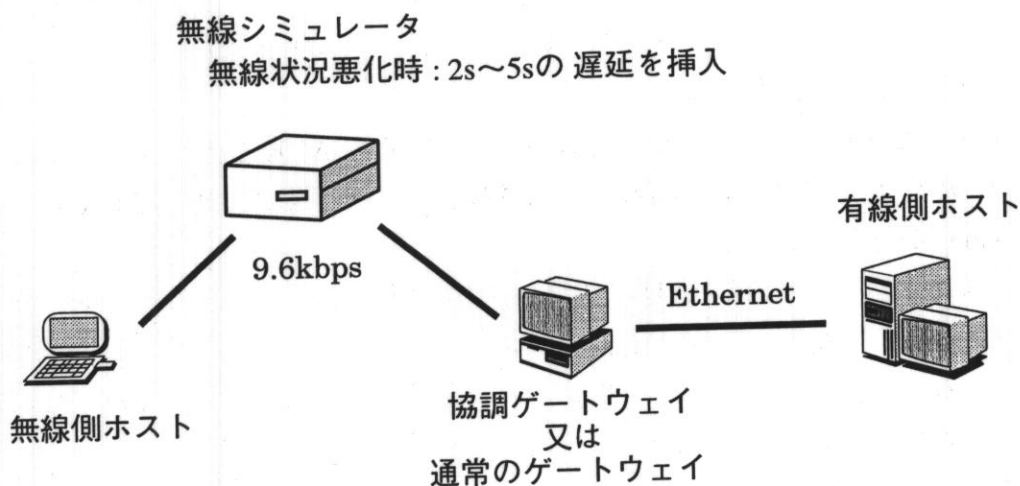 無線シミュレータ
無線状況悪化時 : 2s～5sの 遅延を挿入
有線側ホスト
9.6kbps
Ethernet
無線側ホスト
協調ゲートウェイ
又は
通常のゲートウェイ